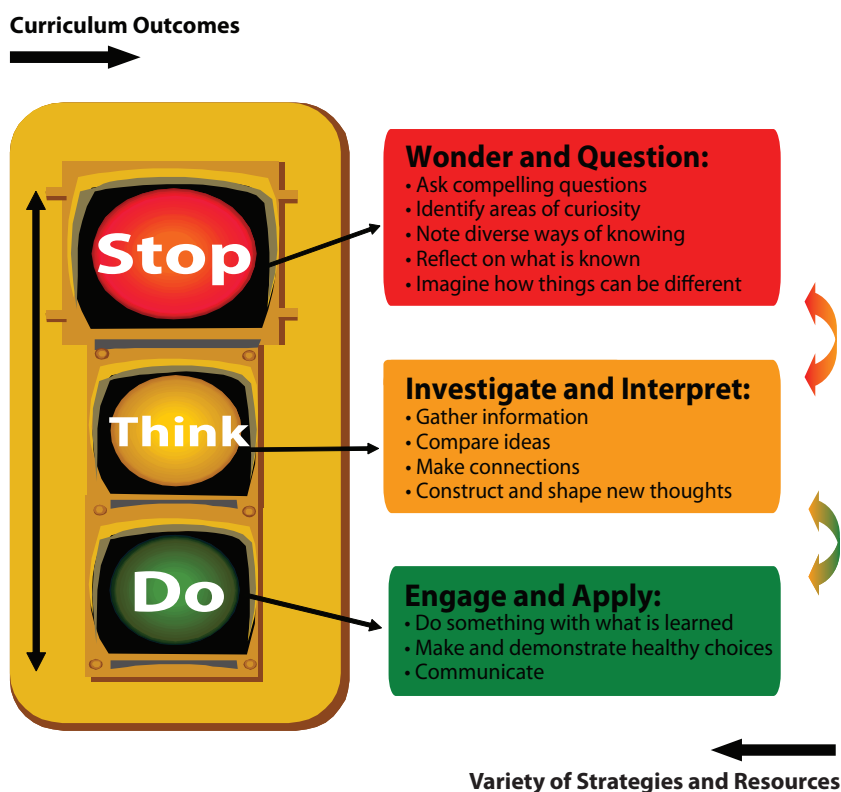 Curriculum Outcomes
Stop
Wonder and Question:
• Ask compelling questions
• Identify areas of curiosity
• Note diverse ways of knowing
• Reflect on what is known
• Imagine how things can be different
Think
Investigate and Interpret:
• Gather information
• Compare ideas
• Make connections
• Construct and shape new thoughts
Do
Engage and Apply:
• Do something with what is learned
• Make and demonstrate healthy choices
• Communicate
Variety of Strategies and Resources